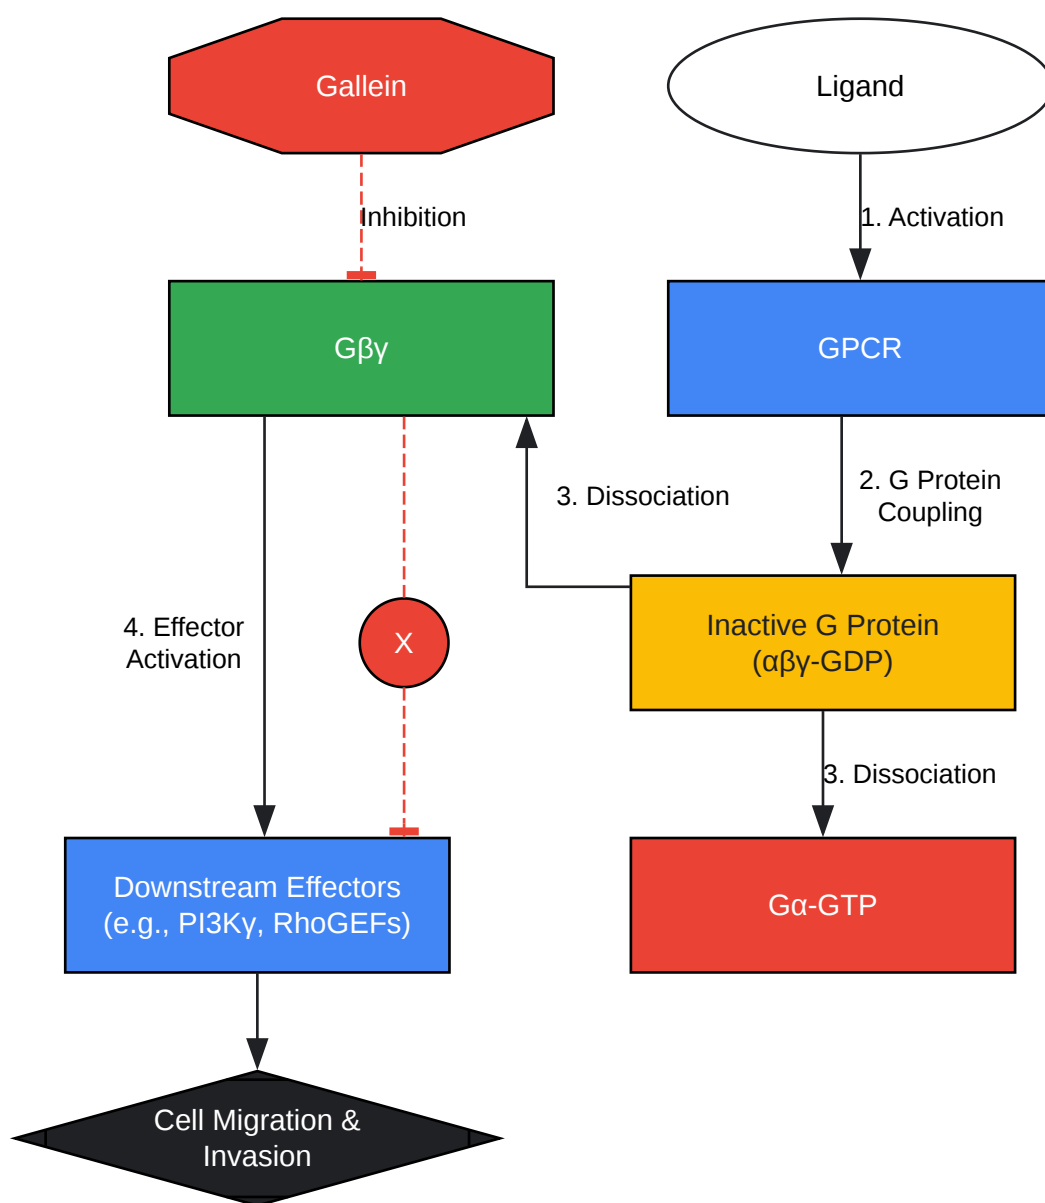 Gallein
Ligand
Inhibition
1. Activation
Gβγ
GPCR
3. Dissociation
2. G Protein
Coupling
4. Effector
Activation
X
Inactive G Protein
(αβγ-GDP)
3. Dissociation
Downstream Effectors
(e.g., PI3Kγ, RhoGEFs)
Gα-GTP
Cell Migration &
Invasion